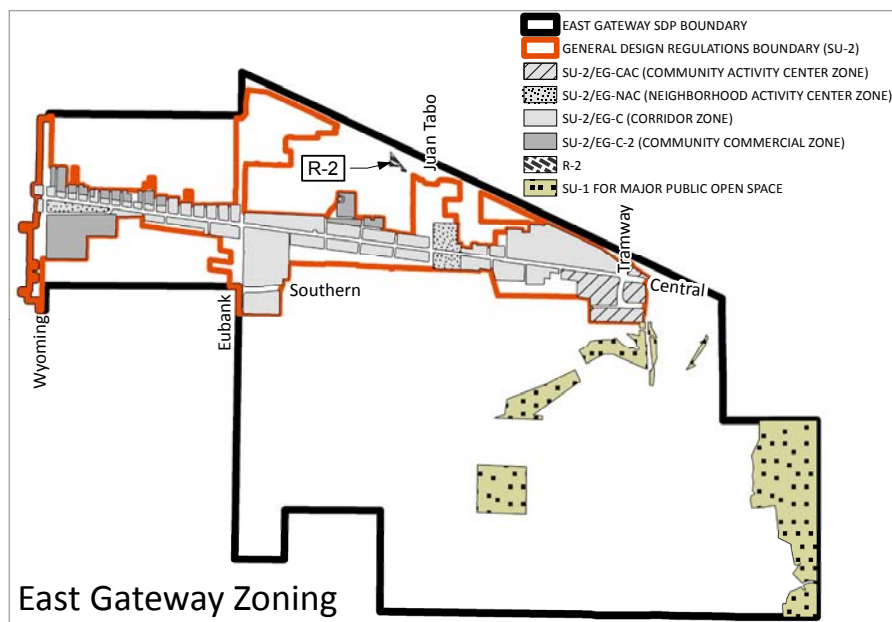 EAST GATEWAY SDP BOUNDARY
GENERAL DESIGN REGULATIONS BOUNDARY (SU-2)
SU-2/EG-CAC (COMMUNITY ACTIVITY CENTER ZONE)
SU-2/EG-NAC (NEIGHBORHOOD ACTIVITY CENTER ZONE)
SU-2/EG-C (CORRIDOR ZONE)
SU-2/EG-C-2 (COMMUNITY COMMERCIAL ZONE)
R-2
SU-1 FOR MAJOR PUBLIC OPEN SPACE
Juan Tabo
R-2
Tramway
Central
Southern
Eubank
Wyoming
East Gateway Zoning